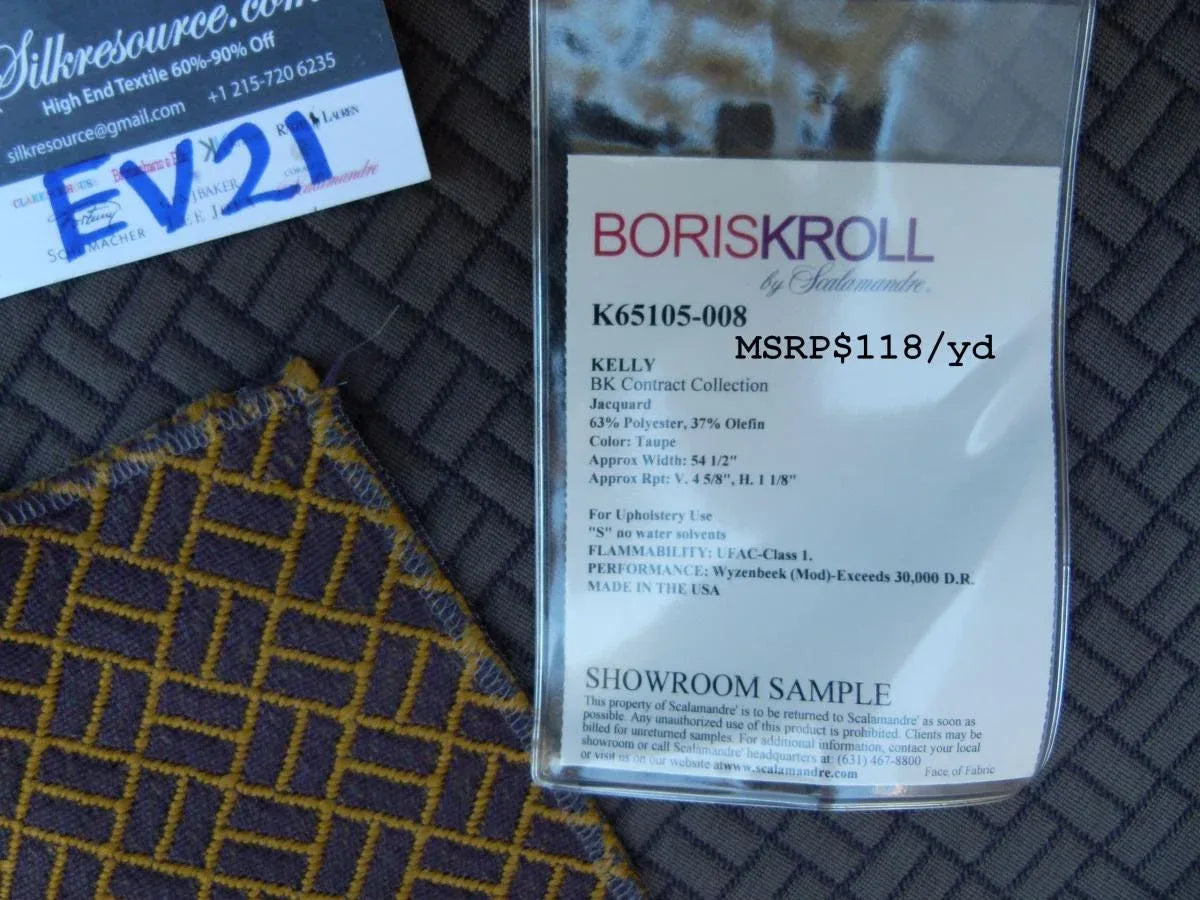 Silkresource.com
High End Textile 60%-90% Off
silkresource@gmail.com +1 215-720 6235
EV21
SCHUMACHER
BORISKROLL
by Scalamandre.
K65105-008
MSRP$118/yd
KELLY
BK Contract Collection
Jacquard
63% Polyester, 37% Olefin
Color: Taupe
Approx Width: 54 1/2"
Approx Rpt: V. 4 5/8", H. 1 1/8"
For Upholstery Use
"S" no water solvents
FLAMMABILITY: UFAC-Class 1.
PERFORMANCE: Wyzenbeek (Mod)-Exceeds 30,000 D.R.
MADE IN THE USA
SHOWROOM SAMPLE
This property of Scalamandre' is to be returned to Scalamandre' as soon as
possible. Any unauthorized use of this product is prohibited. Clients may be
billed for unreturned samples. For additional information, contact your local
showroom or call Scalamandre' headquarters at: (631) 467-8800
or visit us on our website atwww.scalamandre.com
Face of Fabric